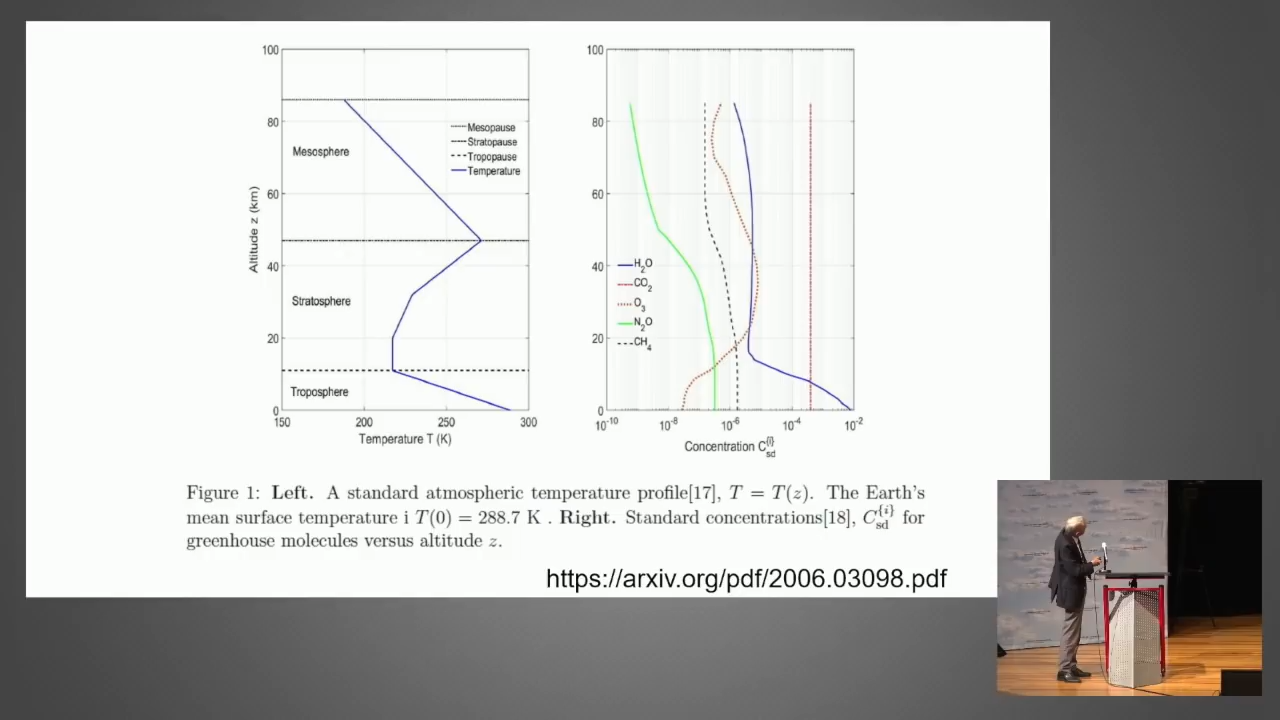 100
80
60
40
20
0
Altitude z (km)
Mesosphere
Stratosphere
Troposphere
Mesopause
Stratopause
Tropopause
Temperature
150
200
250
300
Temperature T (K)
100
80
60
40
20
0
H₂O
CO₂
O₃
N₂O
CH₄
10⁻¹⁰
10⁻⁸
10⁻⁶
10⁻⁴
10⁻²
Concentration C_sd^{i}
Figure 1: Left. A standard atmospheric temperature profile[17], T = T(z). The Earth's
mean surface temperature i T(0) = 288.7 K . Right. Standard concentrations[18], C_sd^{i} for
greenhouse molecules versus altitude z.
https://arxiv.org/pdf/2006.03098.pdf